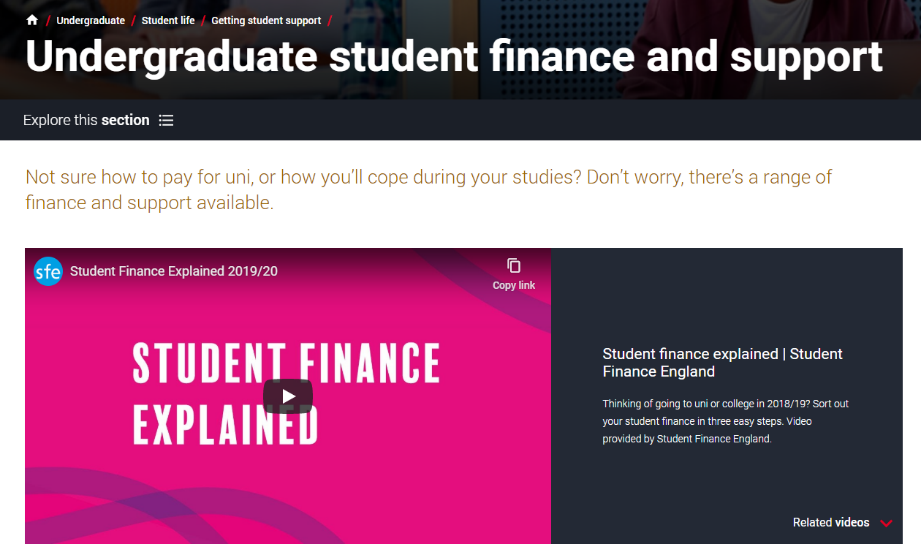 / Undergraduate / Student life / Getting student support /
Undergraduate student finance and support
Explore this section
Not sure how to pay for uni, or how you'll cope during your studies? Don't worry, there's a range of
finance and support available.
sfe Student Finance Explained 2019/20
Copy link
STUDENT FINANCE
EXPLAINED
Student finance explained | Student
Finance England
Thinking of going to uni or college in 2018/19? Sort out
your student finance in three easy steps. Video
provided by Student Finance England.
Related videos